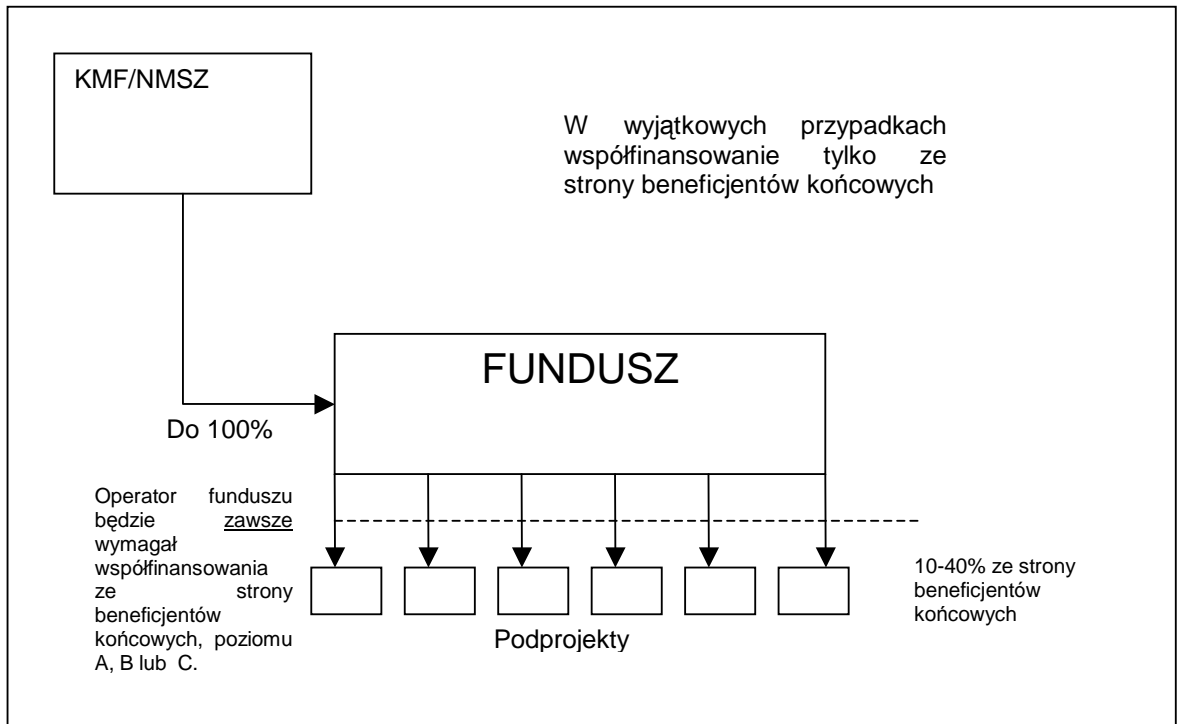 KMF/NMSZ
W wyjątkowych przypadkach
współfinansowanie tylko ze
strony beneficjentów końcowych
FUNDUSZ
Do 100%
Operator funduszu
będzie zawsze
wymagał
współfinansowania
ze strony
beneficjentów
końcowych, poziomu
A, B lub C.
10-40% ze strony
beneficjentów
końcowych
Podprojekty